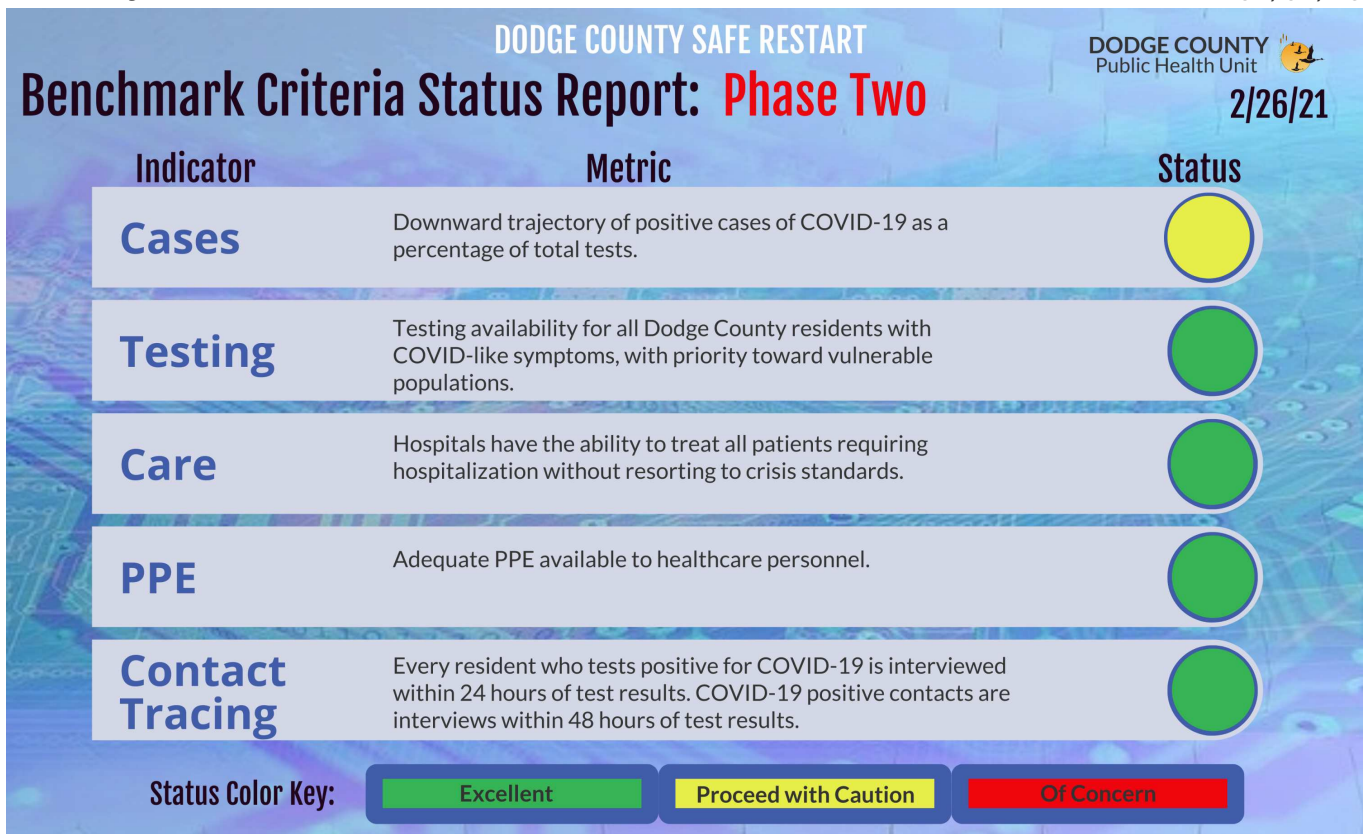 DODGE COUNTY SAFE RESTART
Benchmark Criteria Status Report: Phase Two
DODGE COUNTY
Public Health Unit
2/26/21
Indicator
Metric
Status
Cases
Downward trajectory of positive cases of COVID-19 as a
percentage of total tests.
Testing
Testing availability for all Dodge County residents with
COVID-like symptoms, with priority toward vulnerable
populations.
Care
Hospitals have the ability to treat all patients requiring
hospitalization without resorting to crisis standards.
PPE
Adequate PPE available to healthcare personnel.
Contact
Tracing
Every resident who tests positive for COVID-19 is interviewed
within 24 hours of test results. COVID-19 positive contacts are
interviews within 48 hours of test results.
Status Color Key:
Excellent
Proceed with Caution
Of Concern